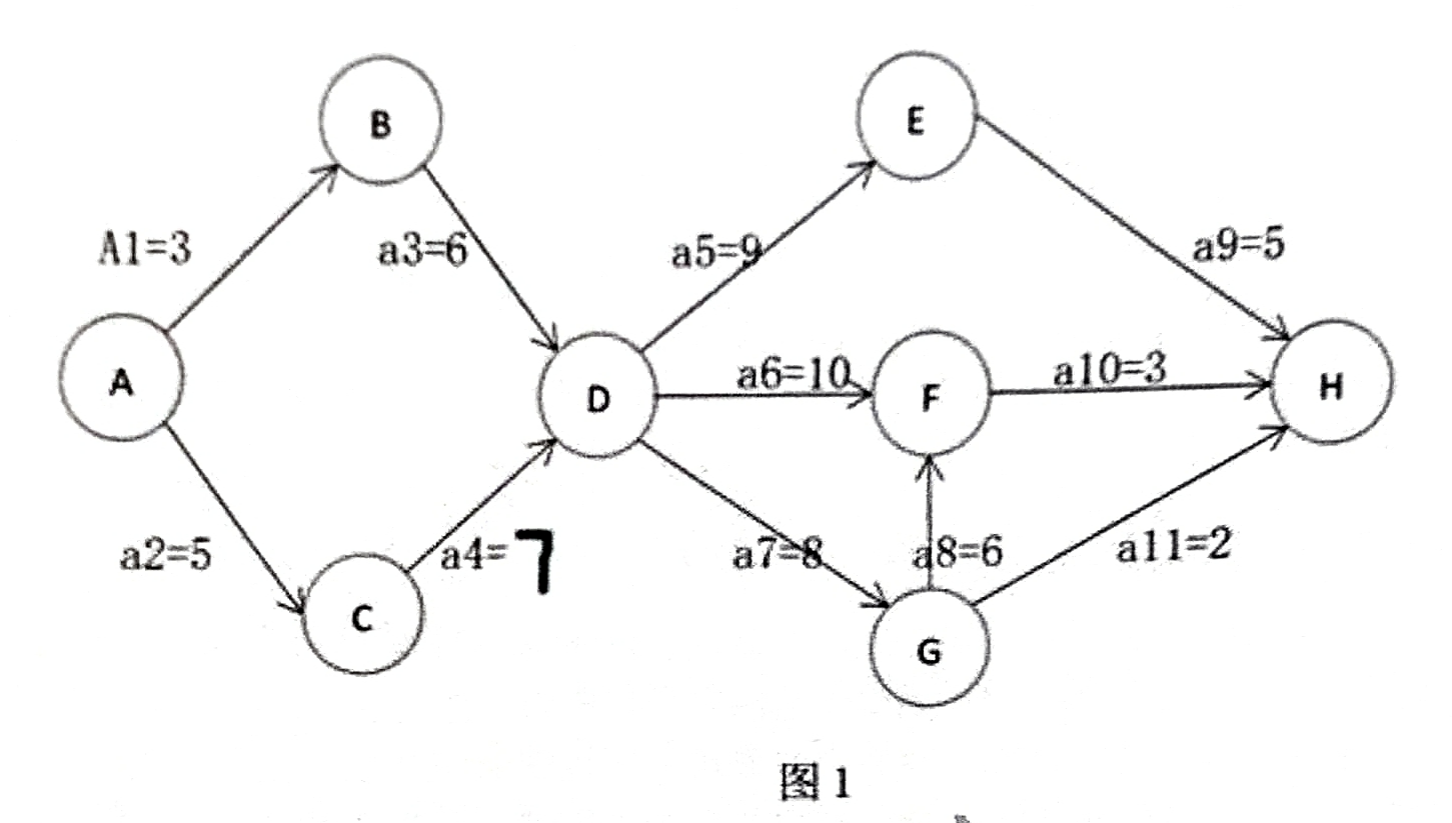 B
E
A1=3
a3=6
a5=9
a9=5
A
D
a6=10
F
a10=3
H
a2=5
a4=7
a7=8
a8=6
a11=2
C
G
图 1